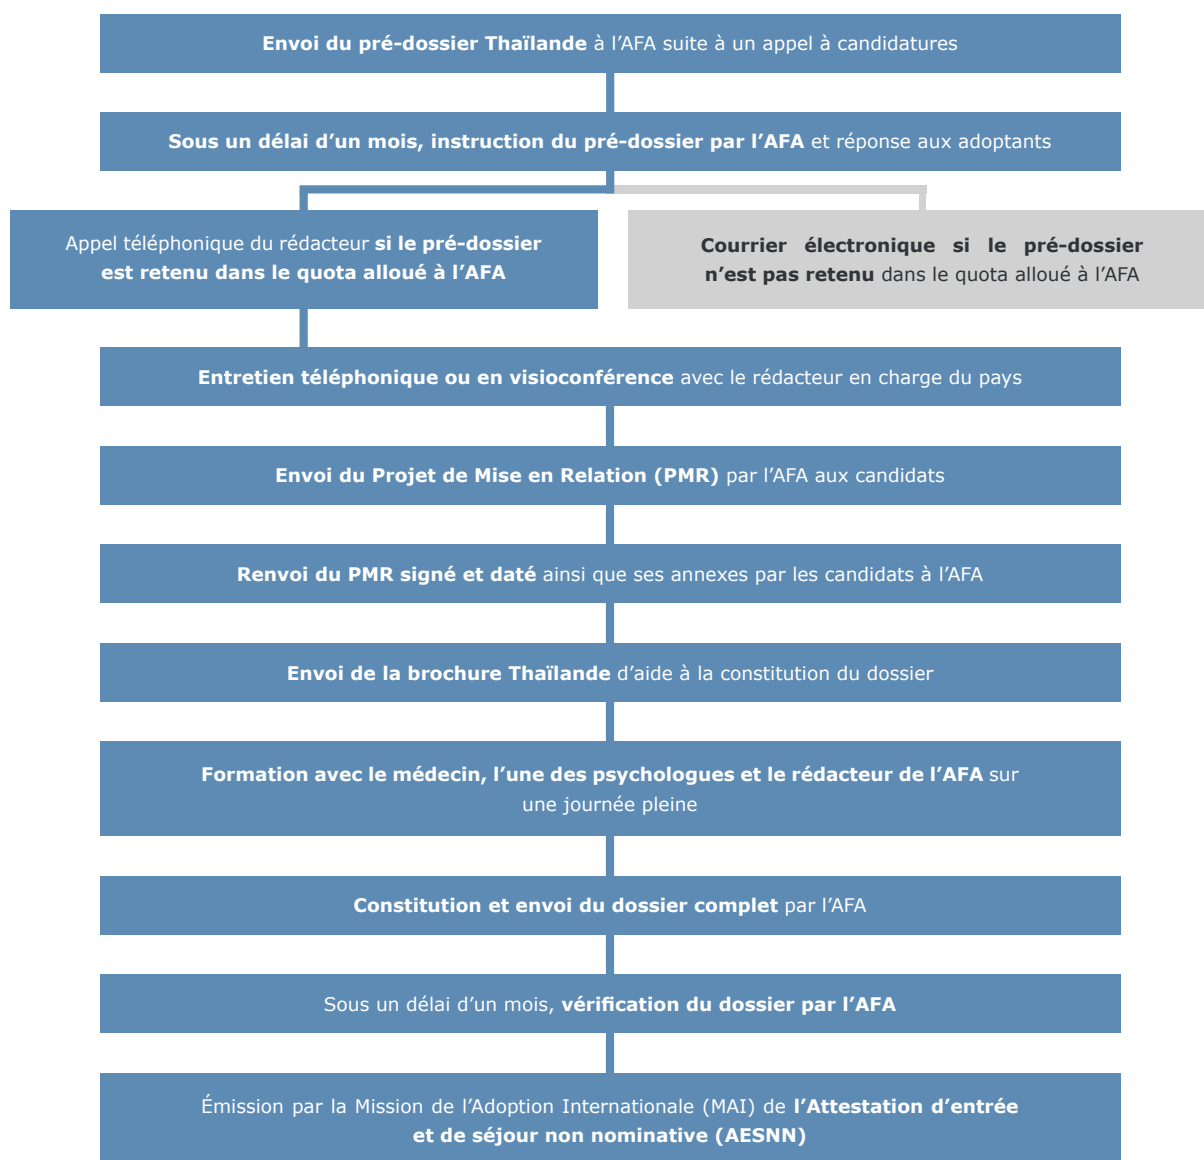 Envoi du pré-dossier Thaïlande à l’AFA suite à un appel à candidatures
Sous un délai d’un mois, instruction du pré-dossier par l’AFA et réponse aux adoptants
Appel téléphonique du rédacteur si le pré-dossier
est retenu dans le quota alloué à l’AFA
Courrier électronique si le pré-dossier
n’est pas retenu dans le quota alloué à l’AFA
Entretien téléphonique ou en visioconférence avec le rédacteur en charge du pays
Envoi du Projet de Mise en Relation (PMR) par l’AFA aux candidats
Renvoi du PMR signé et daté ainsi que ses annexes par les candidats à l’AFA
Envoi de la brochure Thaïlande d’aide à la constitution du dossier
Formation avec le médecin, l’une des psychologues et le rédacteur de l’AFA sur
une journée pleine
Constitution et envoi du dossier complet par l’AFA
Sous un délai d’un mois, vérification du dossier par l’AFA
Émission par la Mission de l’Adoption Internationale (MAI) de l’Attestation d’entrée
et de séjour non nominative (AESNN)